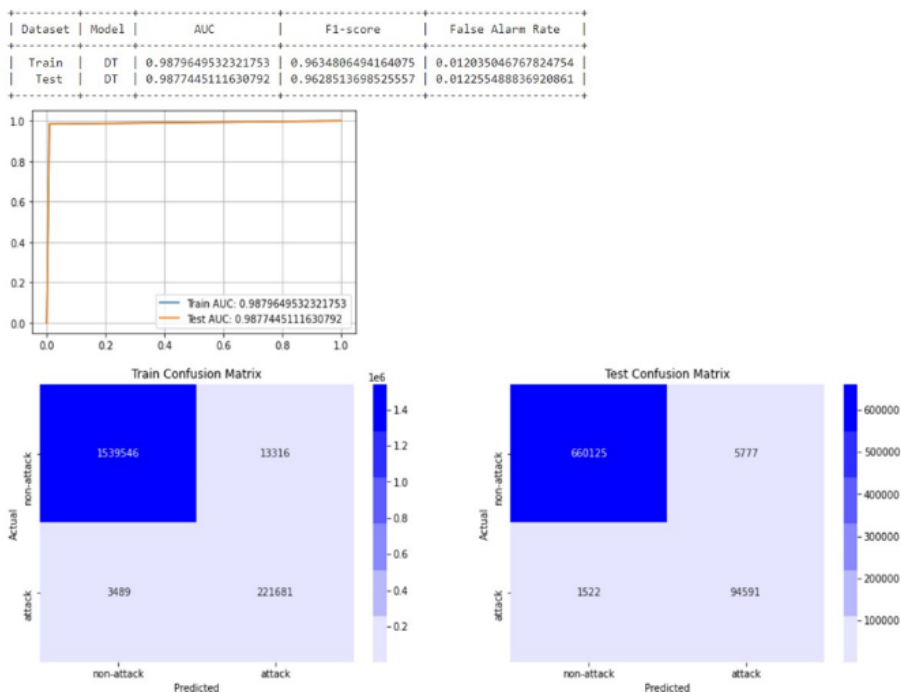 | Dataset | Model | AUC | F1-score | False Alarm Rate |
| Train | DT | 0.9879649532321753 | 0.9634806494164075 | 0.012035046767824754 |
| Test | DT | 0.9877445111630792 | 0.9628513698525557 | 0.012255488836920861 |
1.0
0.8
0.6
0.4
0.2
0.0
Train AUC: 0.9879649532321753
Test AUC: 0.9877445111630792
0.0 0.2 0.4 0.6 0.8 1.0
Train Confusion Matrix
1e6
Actual
non-attack
attack
1539546 13316
3489 221681
non-attack attack
Predicted
1.4
1.2
1.0
0.8
0.6
0.4
0.2
Test Confusion Matrix
Actual
non-attack
attack
660125 5777
1522 94591
non-attack attack
Predicted
600000
500000
400000
300000
200000
100000